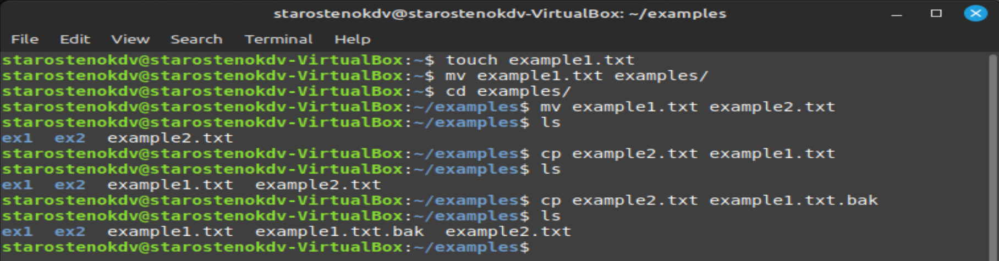 starostenokdv@starostenokdv-VirtualBox: ~/examples
File Edit View Search Terminal Help
starostenokdv@starostenokdv-VirtualBox:~$ touch example1.txt
starostenokdv@starostenokdv-VirtualBox:~$ mv example1.txt examples/
starostenokdv@starostenokdv-VirtualBox:~$ cd examples/
starostenokdv@starostenokdv-VirtualBox:~/examples$ mv example1.txt example2.txt
starostenokdv@starostenokdv-VirtualBox:~/examples$ ls
ex1  ex2  example2.txt
starostenokdv@starostenokdv-VirtualBox:~/examples$ cp example2.txt example1.txt
starostenokdv@starostenokdv-VirtualBox:~/examples$ ls
ex1  ex2  example1.txt  example2.txt
starostenokdv@starostenokdv-VirtualBox:~/examples$ cp example2.txt example1.txt.bak
starostenokdv@starostenokdv-VirtualBox:~/examples$ ls
ex1  ex2  example1.txt  example1.txt.bak  example2.txt
starostenokdv@starostenokdv-VirtualBox:~/examples$